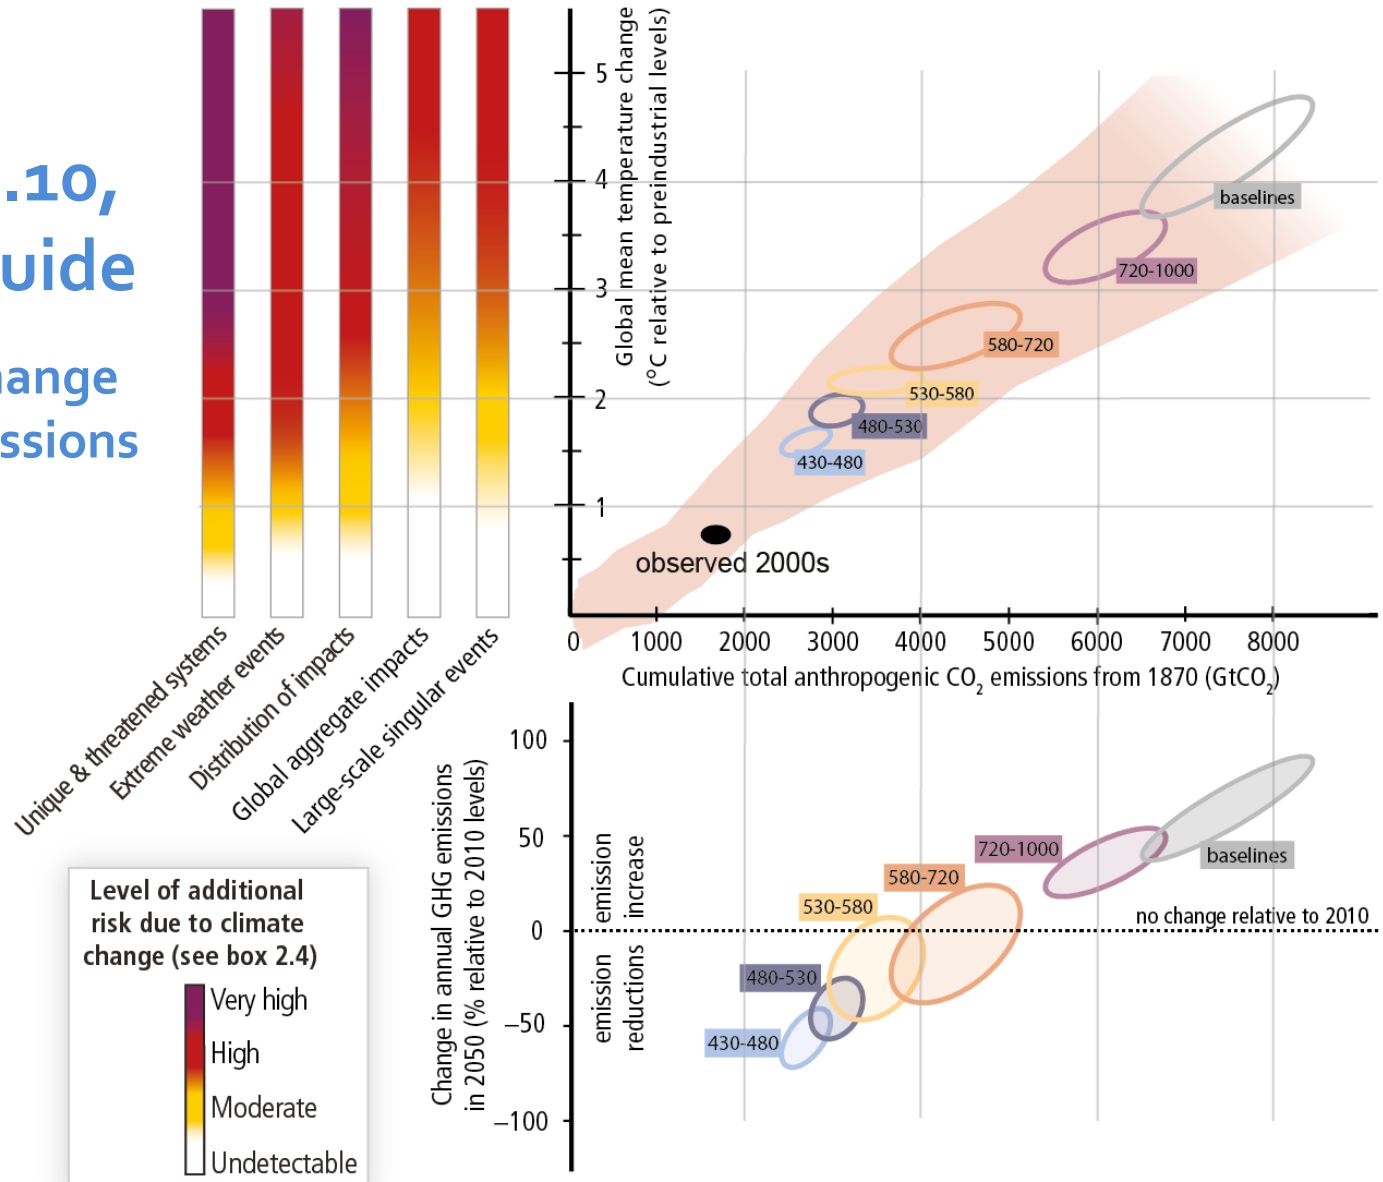 .10,
uide
hange
ssions
Global mean temperature change
(°C relative to preindustrial levels)
5
4
3
2
1
baselines
720-1000
580-720
530-580
480-530
430-480
observed 2000s
0 1000 2000 3000 4000 5000 6000 7000 8000
Cumulative total anthropogenic CO₂ emissions from 1870 (GtCO₂)
Unique & threatened systems
Extreme weather events
Distribution of impacts
Global aggregate impacts
Large-scale singular events
Level of additional
risk due to climate
change (see box 2.4)
Very high
High
Moderate
Undetectable
Change in annual GHG emissions
in 2050 (% relative to 2010 levels)
100
50
0
−50
−100
emission
increase
emission
reductions
720-1000
baselines
580-720
530-580
no change relative to 2010
480-530
430-480